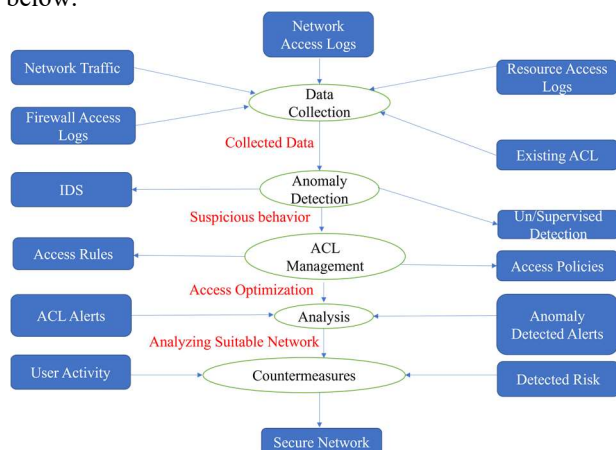 below.
Network
Access Logs
Network Traffic
Resource Access
Logs
Data
Collection
Firewall Access
Logs
Collected Data
Existing ACL
IDS
Anomaly
Detection
Suspicious behavior
Un/Supervised
Detection
Access Rules
ACL
Management
Access Policies
Access Optimization
ACL Alerts
Analysis
Anomaly
Detected Alerts
Analyzing Suitable Network
User Activity
Countermeasures
Detected Risk
Secure Network